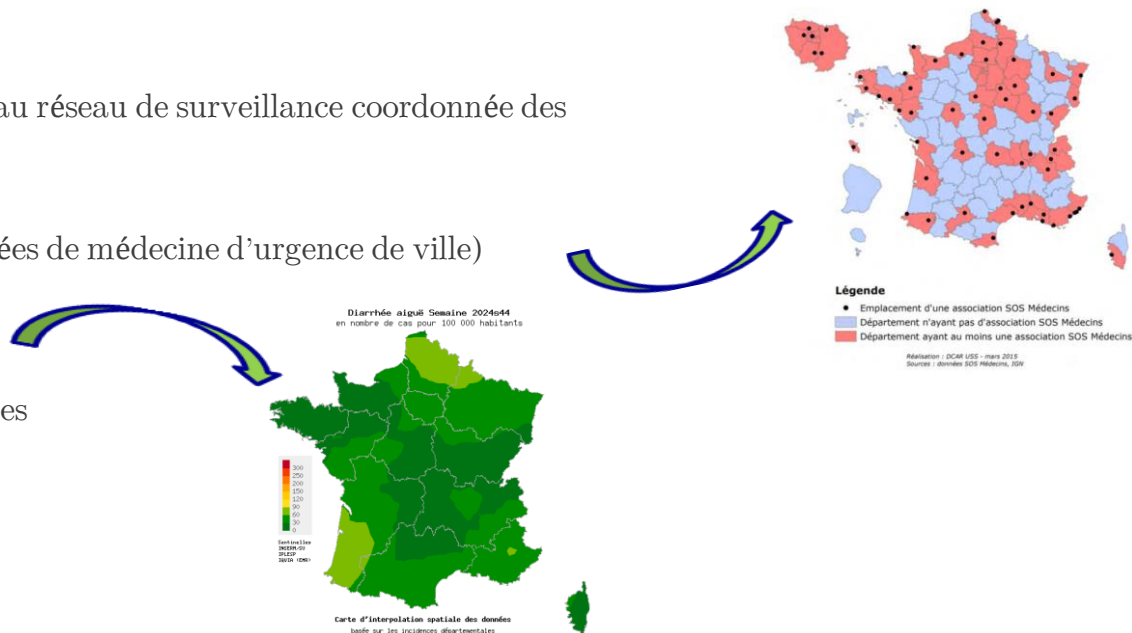 au réseau de surveillance coordonnée des
ées de médecine d'urgence de ville)
es
Légende
Emplacement d'une association SOS Médecins
Département n'ayant pas d'association SOS Médecins
Département ayant au moins une association SOS Médecins
Réalisation : DCAR USS - mars 2015
Sources : données SOS Médecins, IGN
Diarrhée aiguë Semaine 2024s44
en nombre de cas pour 100 000 habitants
300
250
200
150
120
90
60
30
0
Sentinelles
INSERM/SU
IPLESP
IQVIA (EMR)
Carte d'interpolation spatiale des données
basée sur les incidences départementales